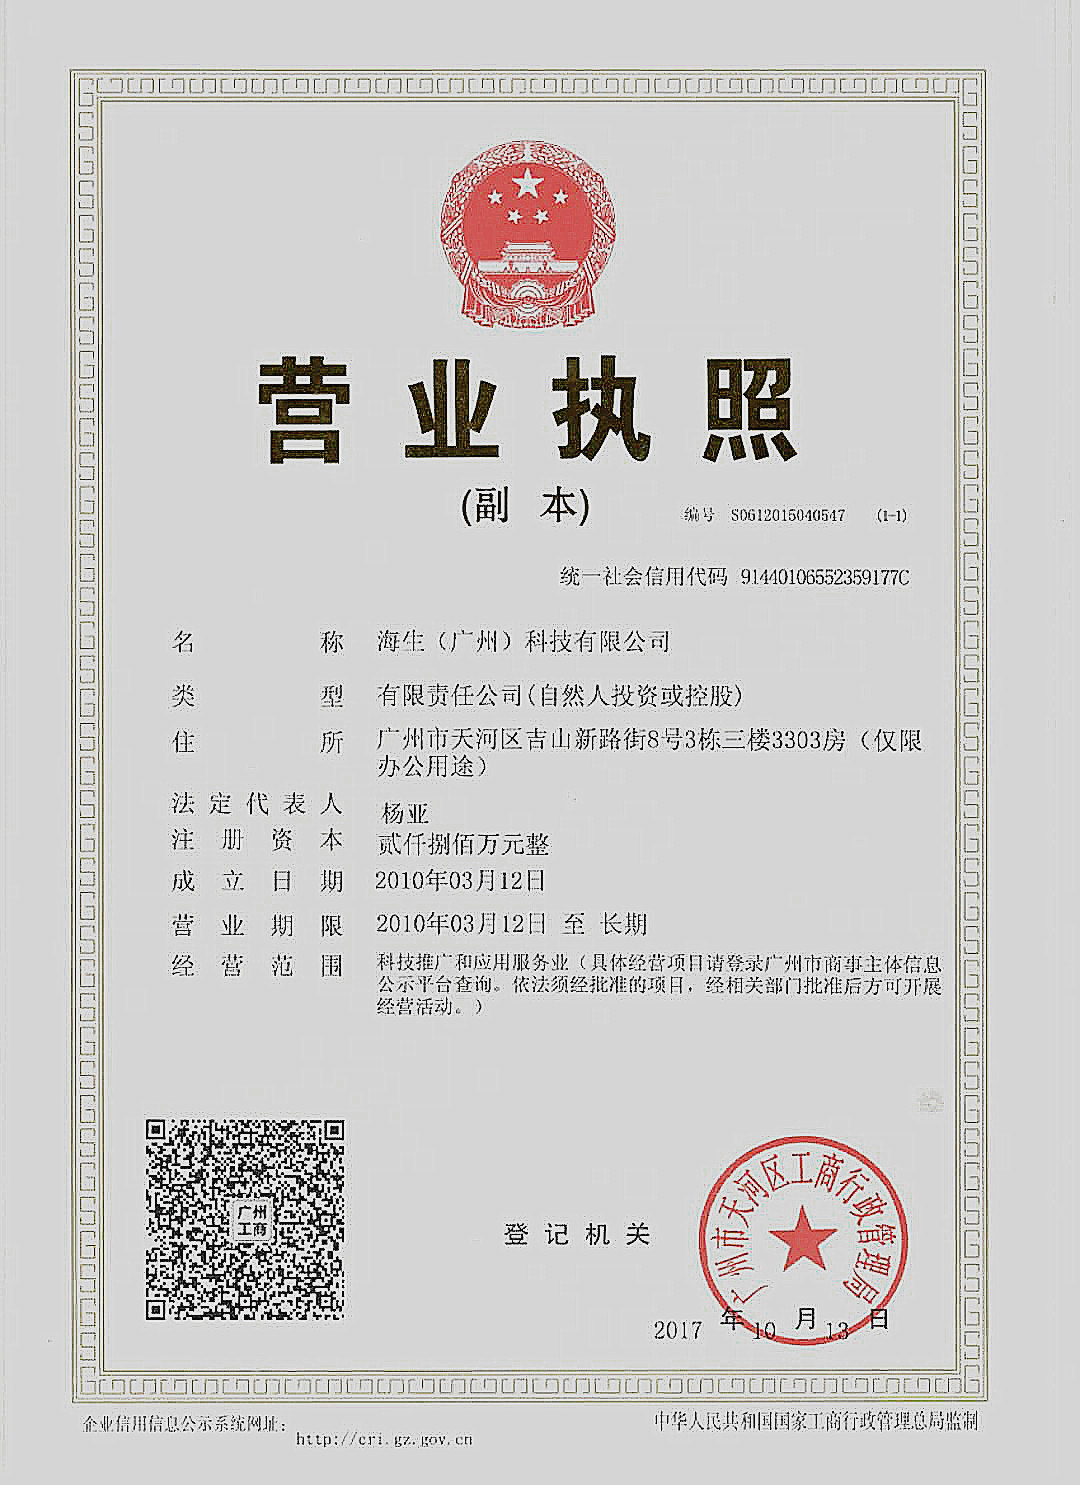 营业执照
(副 本)
编号 S0612015040547 (1-1)
统一社会信用代码 91440106552359177C
名称 海生（广州）科技有限公司
类型 有限责任公司(自然人投资或控股)
住所 广州市天河区吉山新路街8号3栋三楼3303房（仅限
办公用途）
法定代表人 杨亚
注册资本 贰仟捌佰万元整
成立日期 2010年03月12日
营业期限 2010年03月12日 至 长期
经营范围 科技推广和应用服务业（具体经营项目请登录广州市商事主体信息
公示平台查询。依法须经批准的项目，经相关部门批准后方可开展
经营活动。）
广州
工商
登记机关
广州市天河区工商行政管理局
2017 年 10 月 13 日
企业信用信息公示系统网址：
http://cri.gz.gov.cn
中华人民共和国国家工商行政管理总局监制